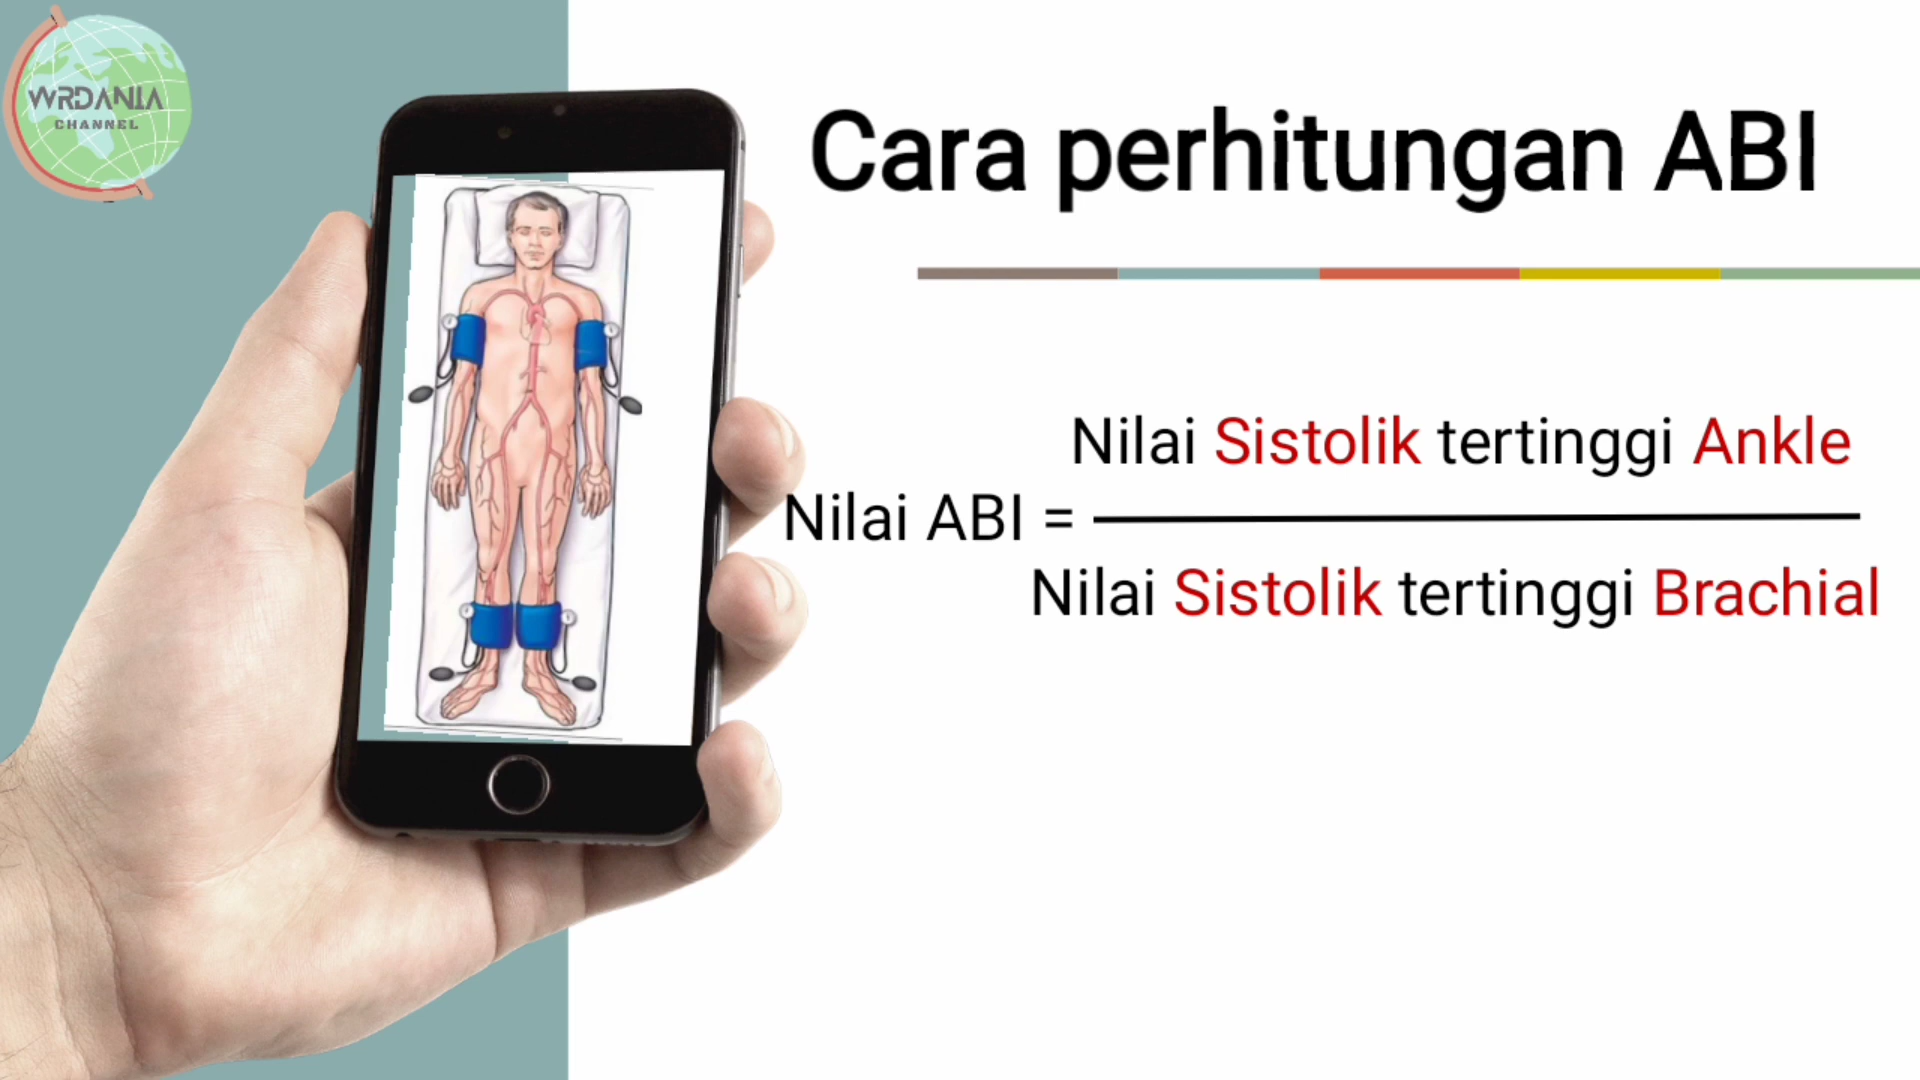 WRDANIA
CHANNEL
Cara perhitungan ABI
Nilai Sistolik tertinggi Ankle
Nilai ABI =
Nilai Sistolik tertinggi Brachial